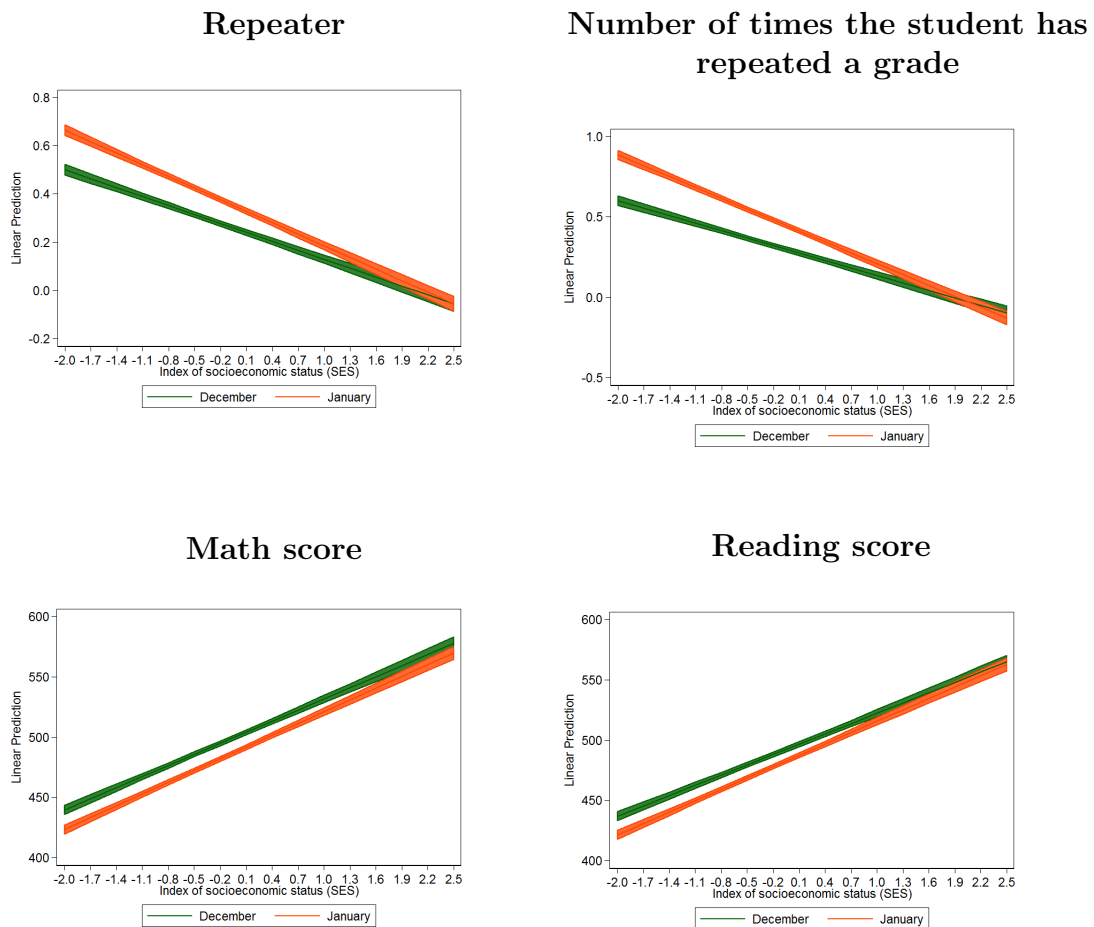 Repeater
Number of times the student has
repeated a grade
0.8
0.6
0.4
0.2
0.0
-0.2
Linear Prediction
-2.0 -1.7 -1.4 -1.1 -0.8 -0.5 -0.2 0.1 0.4 0.7 1.0 1.3 1.6 1.9 2.2 2.5
Index of socioeconomic status (SES)
December January
1.0
0.5
0.0
-0.5
Linear Prediction
-2.0 -1.7 -1.4 -1.1 -0.8 -0.5 -0.2 0.1 0.4 0.7 1.0 1.3 1.6 1.9 2.2 2.5
Index of socioeconomic status (SES)
December January
Math score
Reading score
600
550
500
450
400
Linear Prediction
-2.0 -1.7 -1.4 -1.1 -0.8 -0.5 -0.2 0.1 0.4 0.7 1.0 1.3 1.6 1.9 2.2 2.5
Index of socioeconomic status (SES)
December January
600
550
500
450
400
Linear Prediction
-2.0 -1.7 -1.4 -1.1 -0.8 -0.5 -0.2 0.1 0.4 0.7 1.0 1.3 1.6 1.9 2.2 2.5
Index of socioeconomic status (SES)
December January